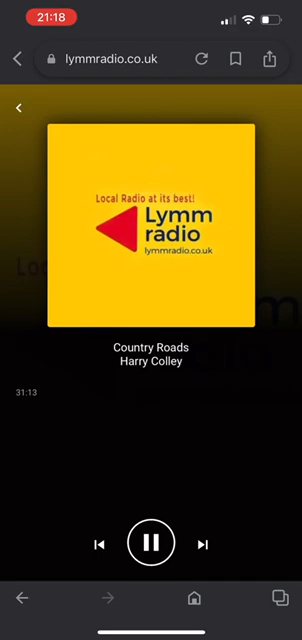 21:18
lymmradio.co.uk
Local Radio at its best!
Lymm
radio
lymmradio.co.uk
Country Roads
Harry Colley
31:13